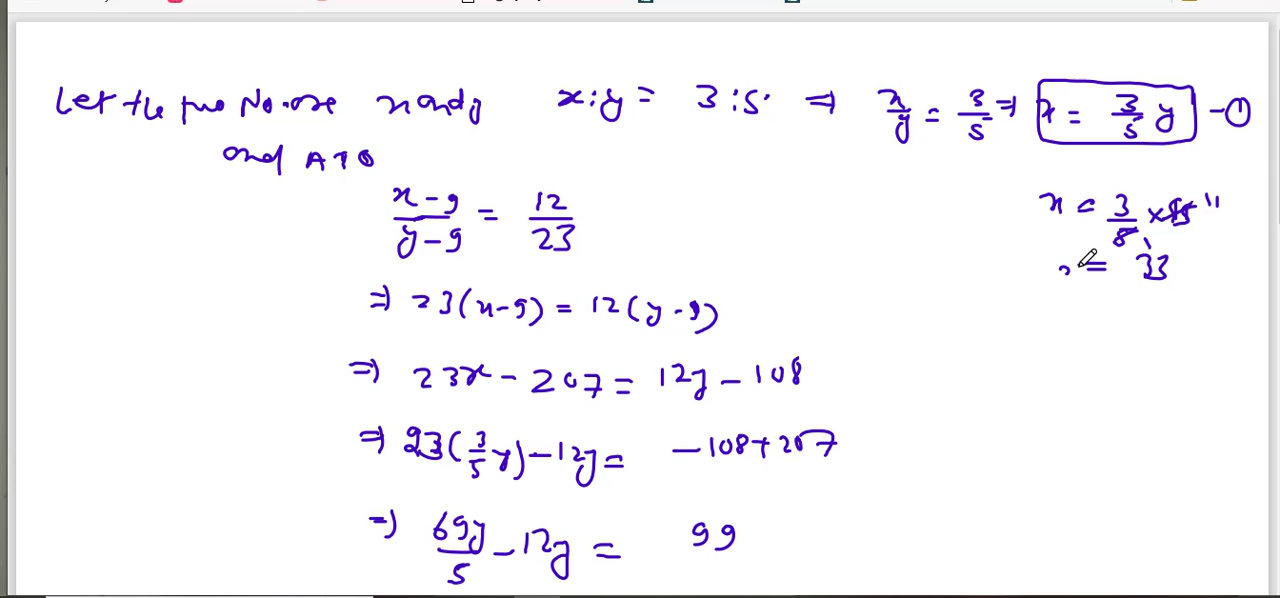 Let the two No. are x and y x:y = 3:5 ⇒ x/y = 3/5 ⇒ x = 3/5 y -①
and ATQ
(x-9)/(y-9) = 12/23
⇒ 23(x-9) = 12(y-9)
⇒ 23x - 207 = 12y - 108
⇒ 23(3/5 y) - 12y = -108+207
⇒ 69y/5 - 12y = 99
x = 3/5 × 55 11
= 33